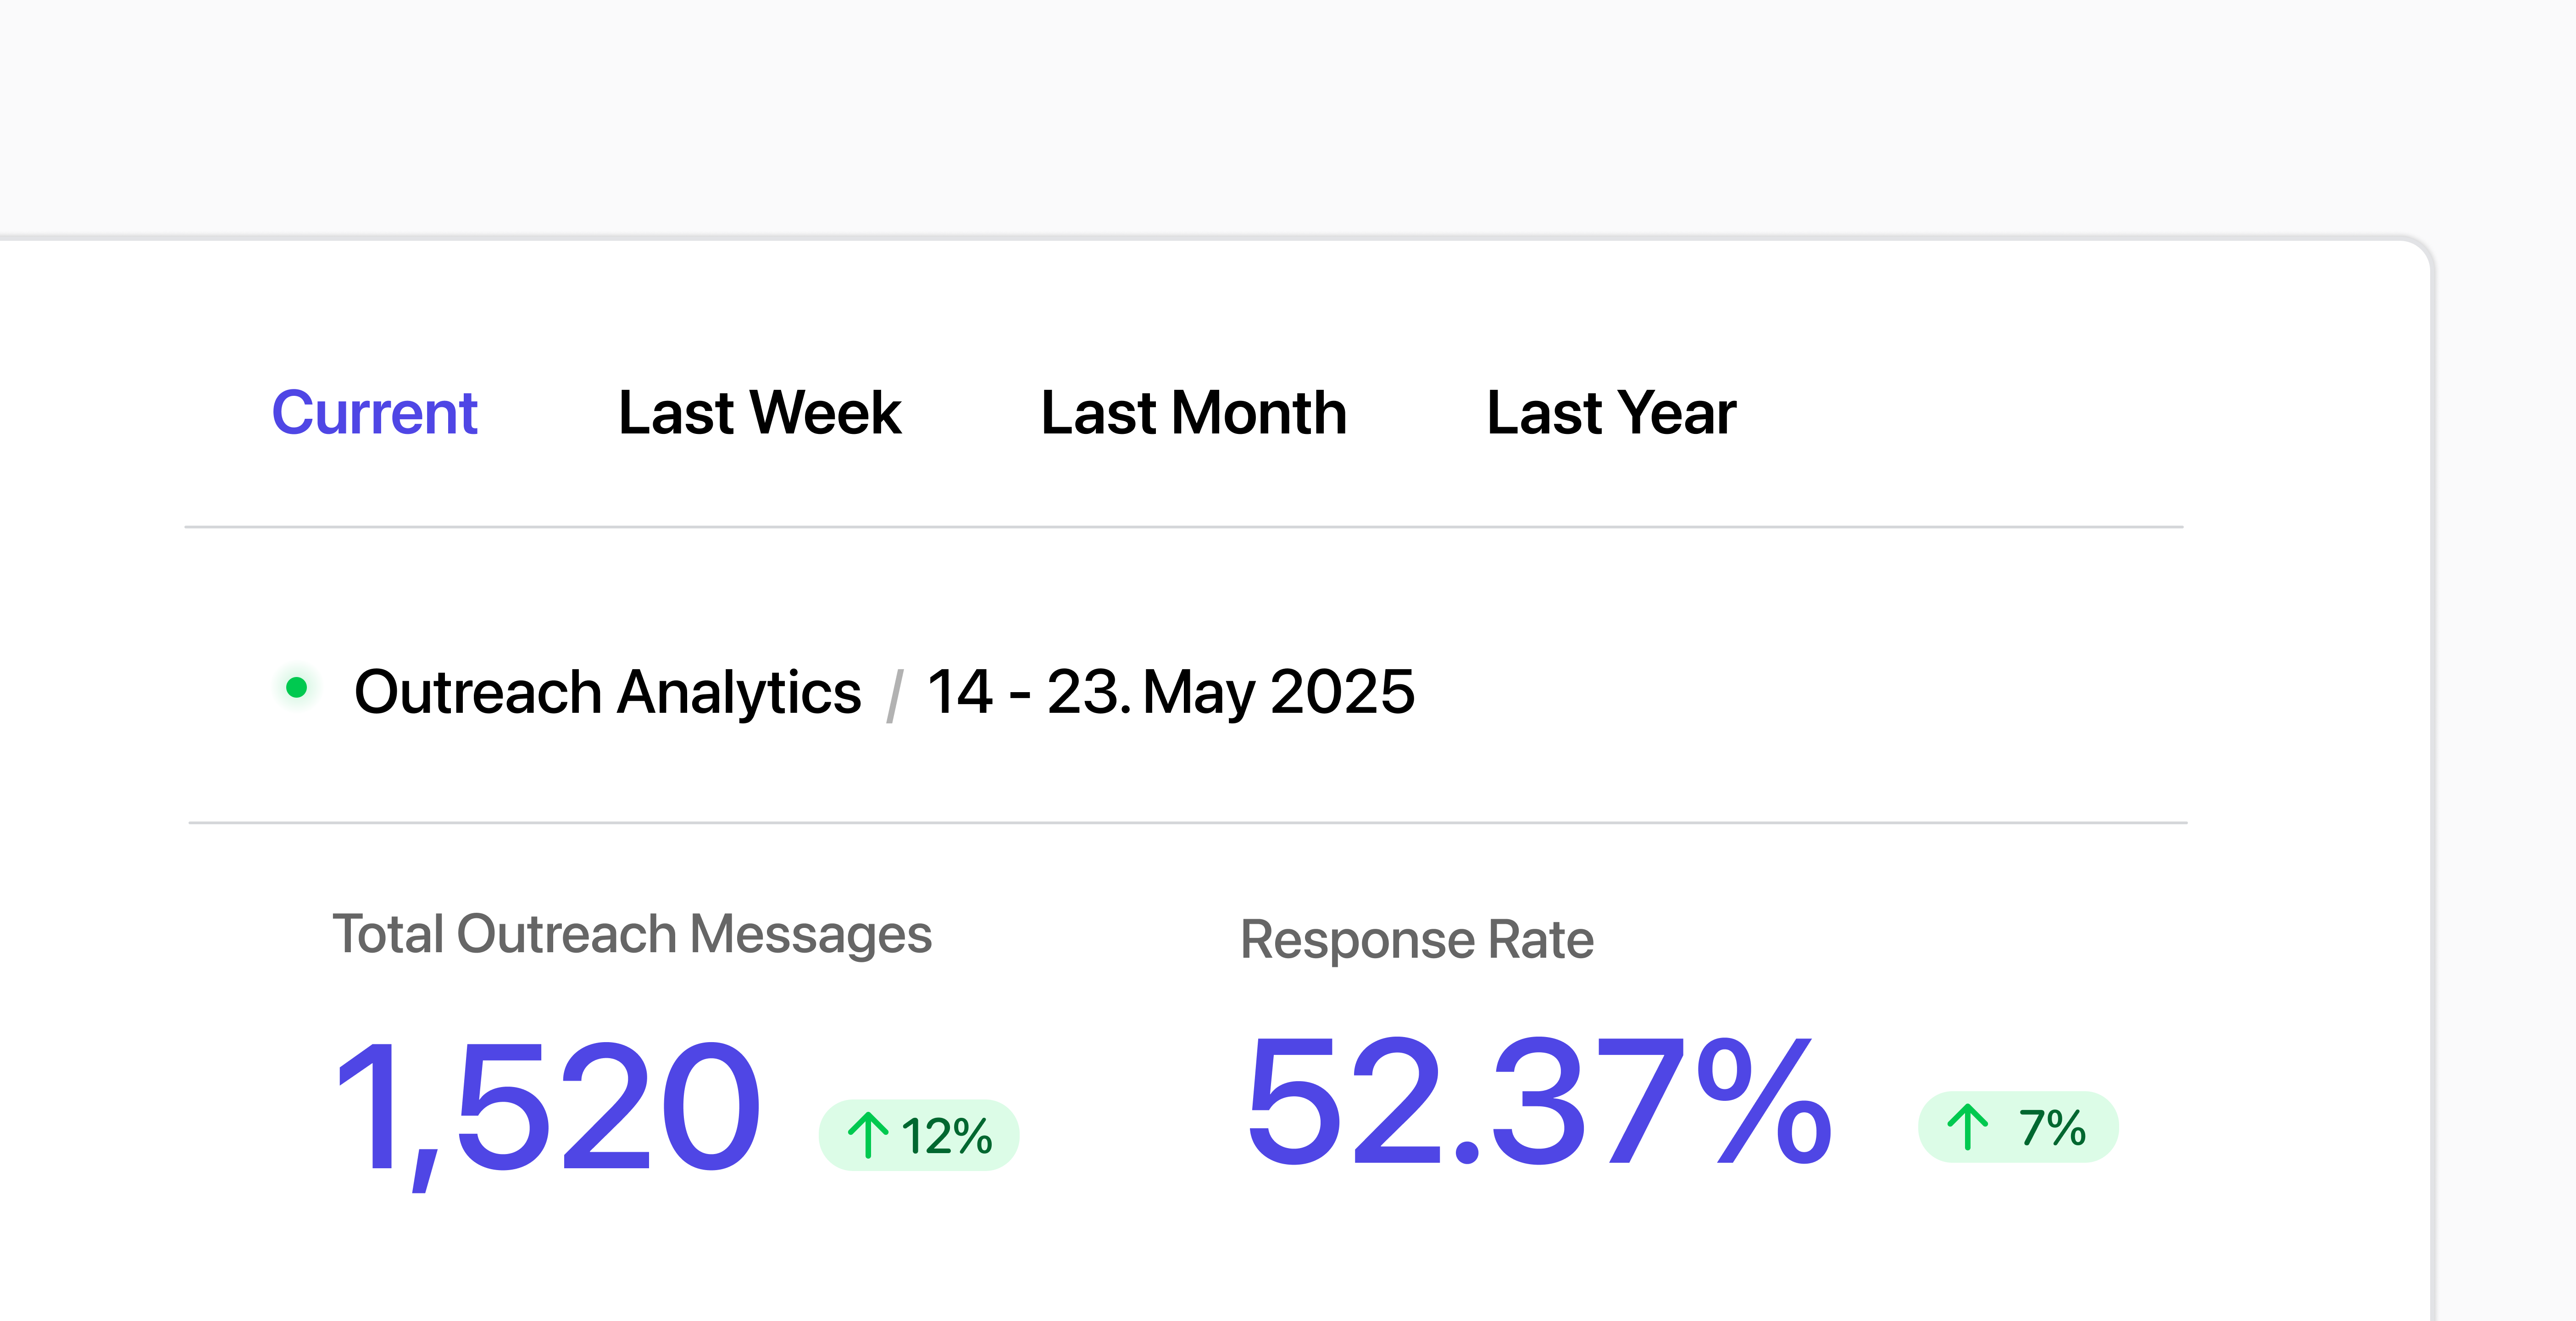 Current Last Week Last Month Last Year
Outreach Analytics / 14 - 23. May 2025
Total Outreach Messages
1,520 ↑ 12%
Response Rate
52.37% ↑ 7%